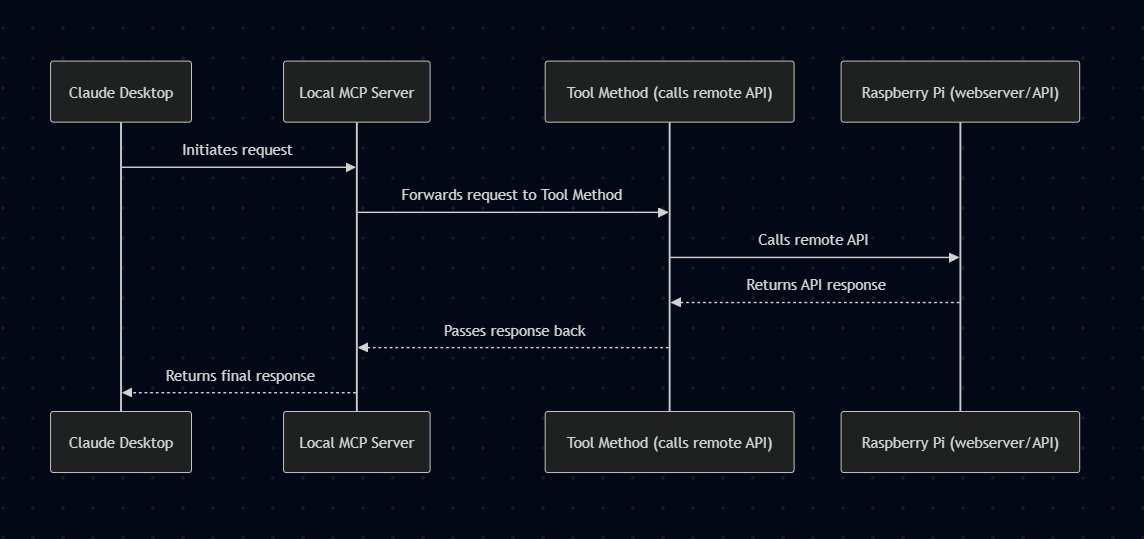 Claude Desktop
Local MCP Server
Tool Method (calls remote API)
Raspberry Pi (webserver/API)
Initiates request
Forwards request to Tool Method
Calls remote API
Returns API response
Passes response back
Returns final response
Claude Desktop
Local MCP Server
Tool Method (calls remote API)
Raspberry Pi (webserver/API)